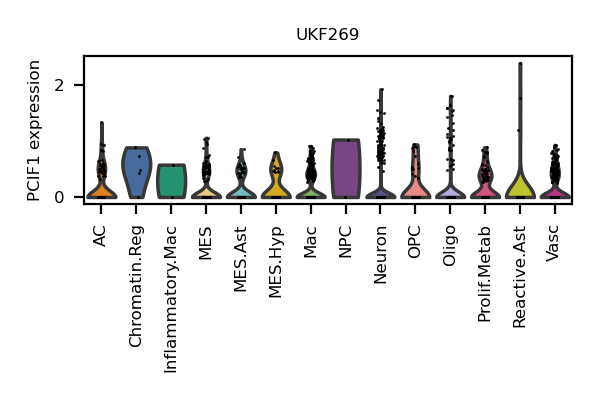 UKF269
PCIF1 expression
2
0
AC
Chromatin.Reg
Inflammatory.Mac
MES
MES.Ast
MES.Hyp
Mac
NPC
Neuron
OPC
Oligo
Prolif.Metab
Reactive.Ast
Vasc